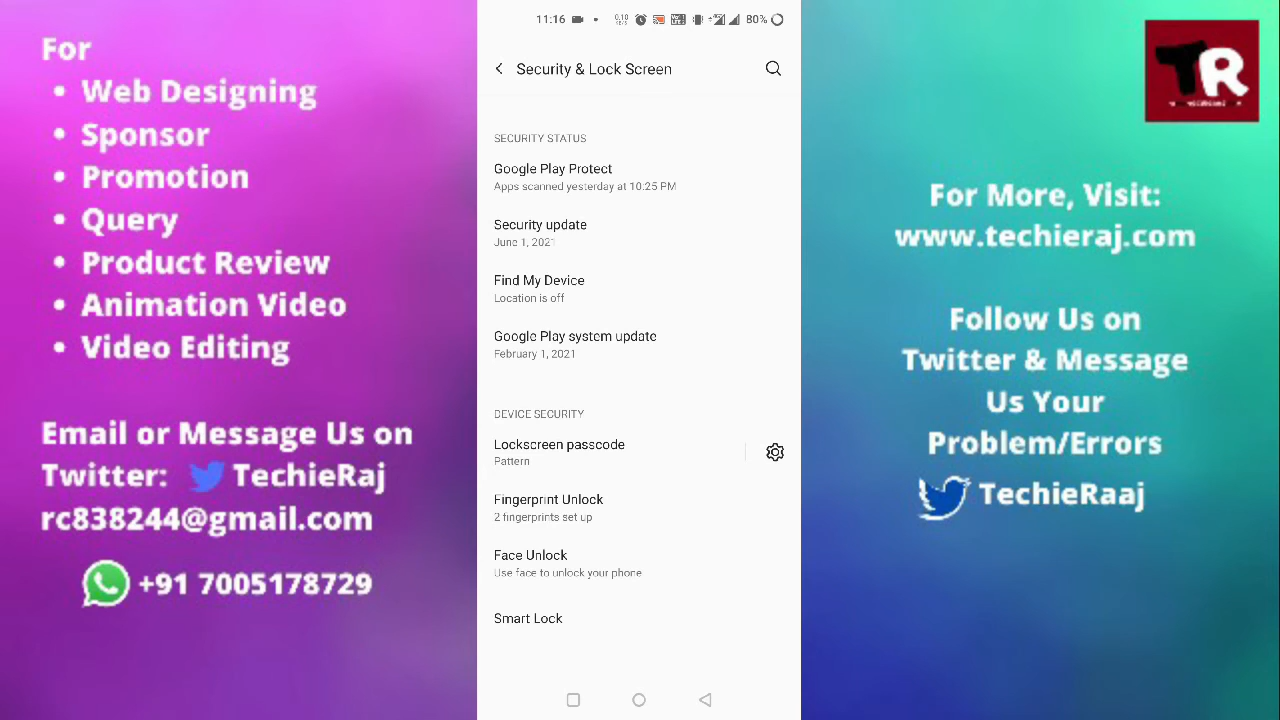 For
• Web Designing
• Sponsor
• Promotion
• Query
• Product Review
• Animation Video
• Video Editing
Email or Message Us on
Twitter: TechieRaj
rc838244@gmail.com
+91 7005178729
11:16
80%
Security & Lock Screen
SECURITY STATUS
Google Play Protect
Apps scanned yesterday at 10:25 PM
Security update
June 1, 2021
Find My Device
Location is off
Google Play system update
February 1, 2021
DEVICE SECURITY
Lockscreen passcode
Pattern
Fingerprint Unlock
2 fingerprints set up
Face Unlock
Use face to unlock your phone
Smart Lock
TR
For More, Visit:
www.techieraj.com
Follow Us on
Twitter & Message
Us Your
Problem/Errors
TechieRaaj